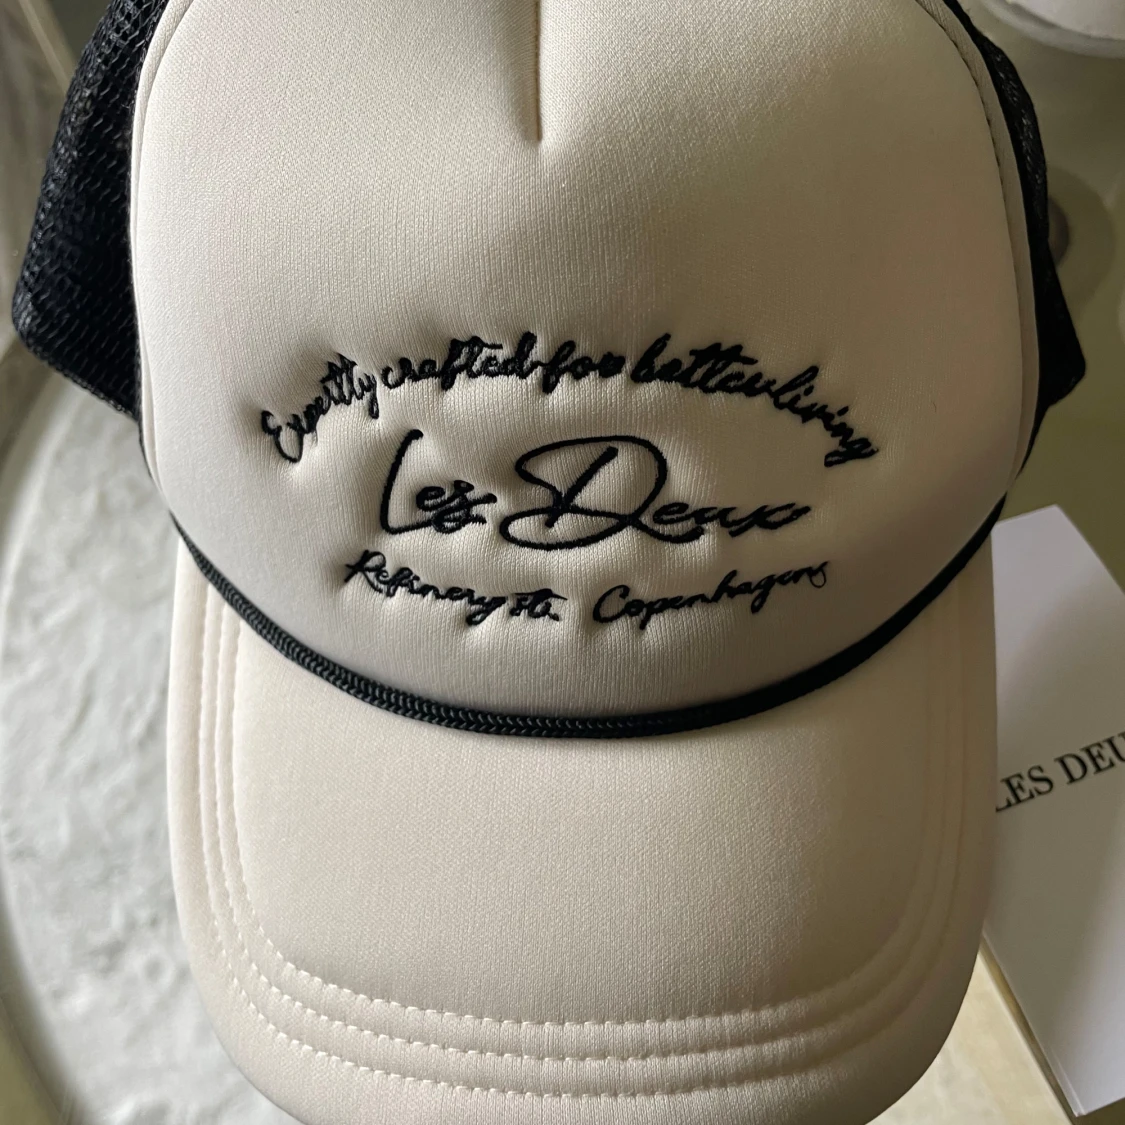 Expertly crafted for better living
Les Deux
Refinery st. Copenhagen
LES DEU